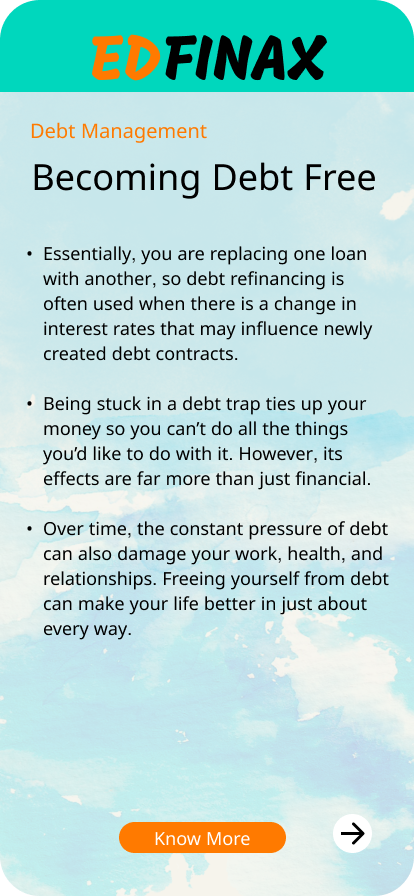 EDFINAX
Debt Management
Becoming Debt Free
• Essentially, you are replacing one loan
with another, so debt refinancing is
often used when there is a change in
interest rates that may influence newly
created debt contracts.
• Being stuck in a debt trap ties up your
money so you can’t do all the things
you’d like to do with it. However, its
effects are far more than just financial.
• Over time, the constant pressure of debt
can also damage your work, health, and
relationships. Freeing yourself from debt
can make your life better in just about
every way.
Know More